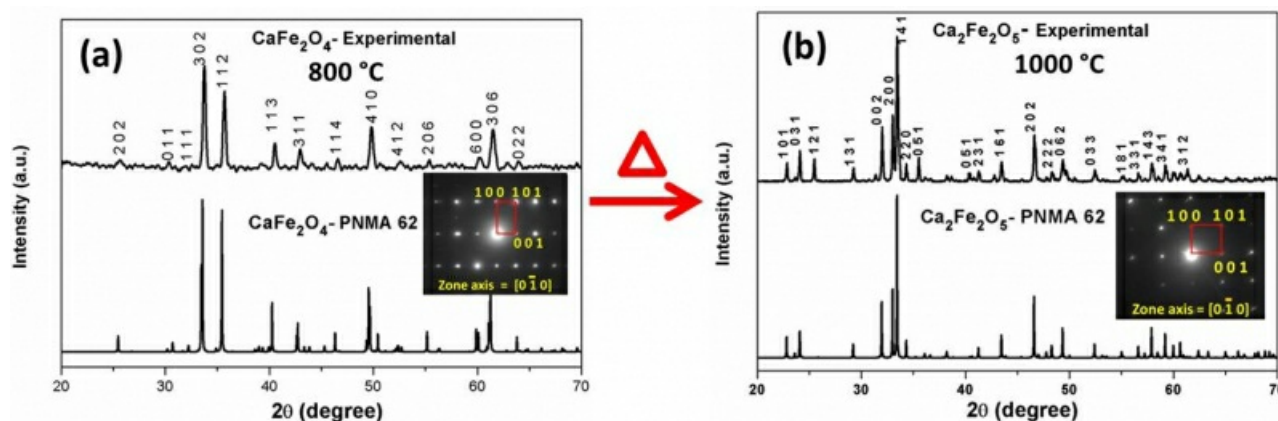 (a)
CaFe₂O₄- Experimental
800 °C
202
011
111
302
112
113
311
114
410
412
206
600
306
022
CaFe₂O₄- PNMA 62
100 101
001
Zone axis = [01̄0]
Intensity (a.u.)
20 30 40 50 60 70
2θ (degree)
Δ
(b)
Ca₂Fe₂O₅- Experimental
1000 °C
101
031
121
131
002
200
141
220
051
051
231
161
202
222
062
033
181
331
143
341
312
Ca₂Fe₂O₅- PNMA 62
100 101
001
Zone axis = [01̄0]
Intensity (a.u.)
20 30 40 50 60 70
2θ (degree)